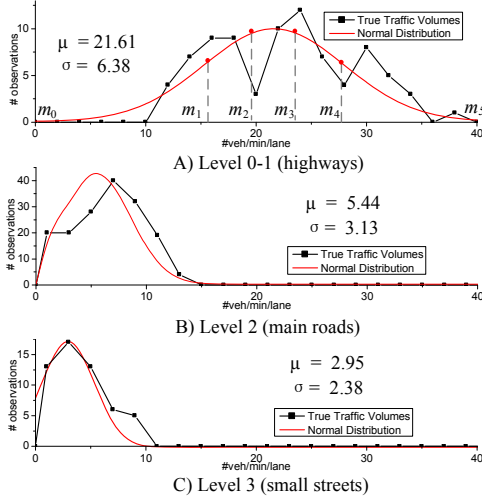 True Traffic Volumes
Normal Distribution
μ = 21.61
σ = 6.38
# observations
10
5
0
m0
m1
m2
m3
m4
m5
0
10
20
30
40
#veh/min/lane
A) Level 0-1 (highways)
# observations
40
20
0
μ = 5.44
σ = 3.13
True Traffic Volumes
Normal Distribution
0
10
20
30
40
#veh/min/lane
B) Level 2 (main roads)
# observations
15
10
5
0
μ = 2.95
σ = 2.38
True Traffic Volumes
Normal Distribution
0
10
20
30
40
#veh/min/lane
C) Level 3 (small streets)